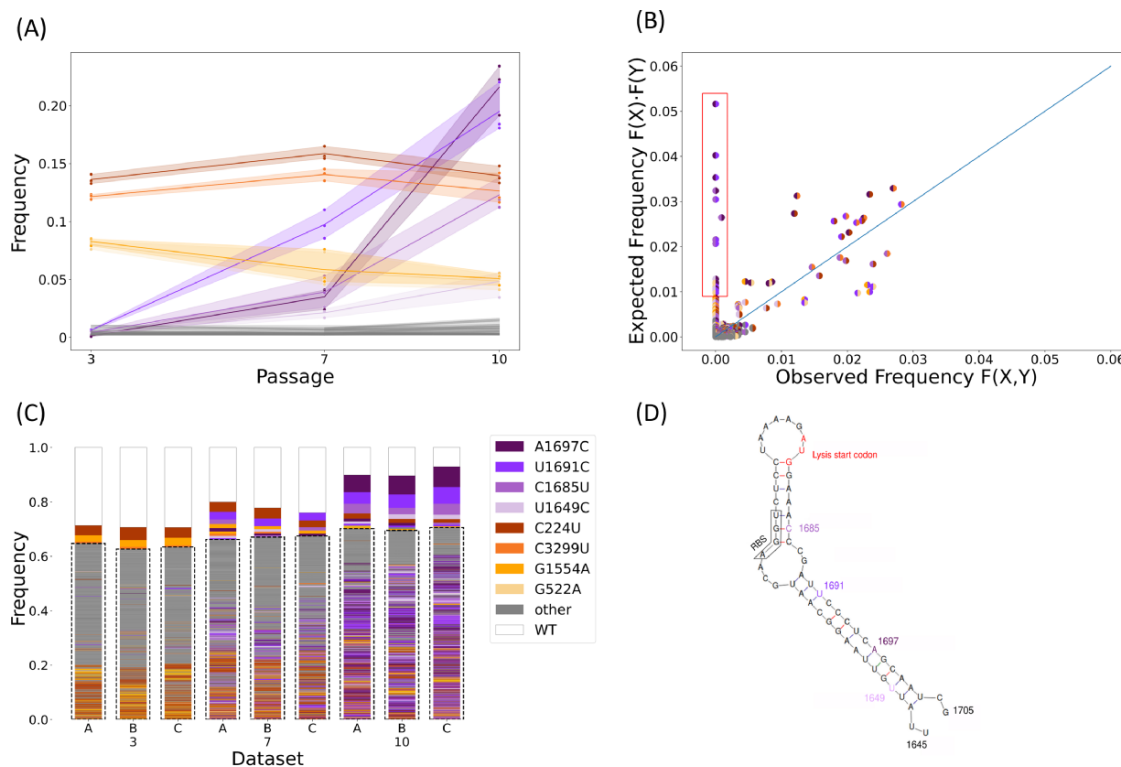 (A)
Frequency
0.20
0.15
0.10
0.05
0
3
7
10
Passage
(B)
Expected Frequency F(X)·F(Y)
0.06
0.05
0.04
0.03
0.02
0.01
0.00
0.00
0.01
0.02
0.03
0.04
0.05
0.06
Observed Frequency F(X,Y)
(C)
Frequency
1.0
0.8
0.6
0.4
0.2
0.0
A B C A B C A B C
3 7 10
Dataset
A1697C
U1691C
C1685U
U1649C
C224U
C3299U
G1554A
G522A
other
WT
(D)
Lysis start codon
1685
RBS
1691
1697
1649
1705
1645